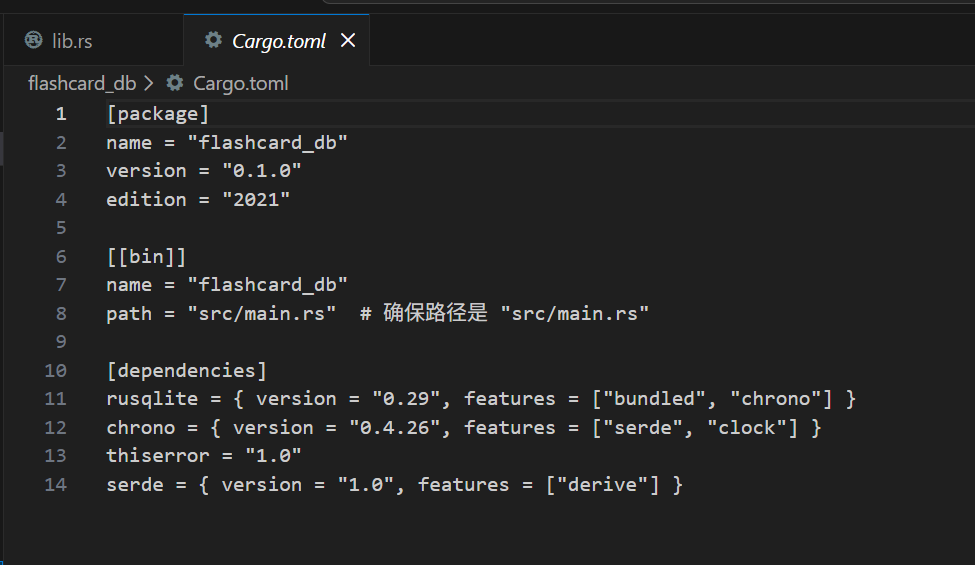 lib.rs
Cargo.toml
flashcard_db > Cargo.toml
1 [package]
2 name = "flashcard_db"
3 version = "0.1.0"
4 edition = "2021"
5
6 [[bin]]
7 name = "flashcard_db"
8 path = "src/main.rs"  # 确保路径是 "src/main.rs"
9
10 [dependencies]
11 rusqlite = { version = "0.29", features = ["bundled", "chrono"] }
12 chrono = { version = "0.4.26", features = ["serde", "clock"] }
13 thiserror = "1.0"
14 serde = { version = "1.0", features = ["derive"] }